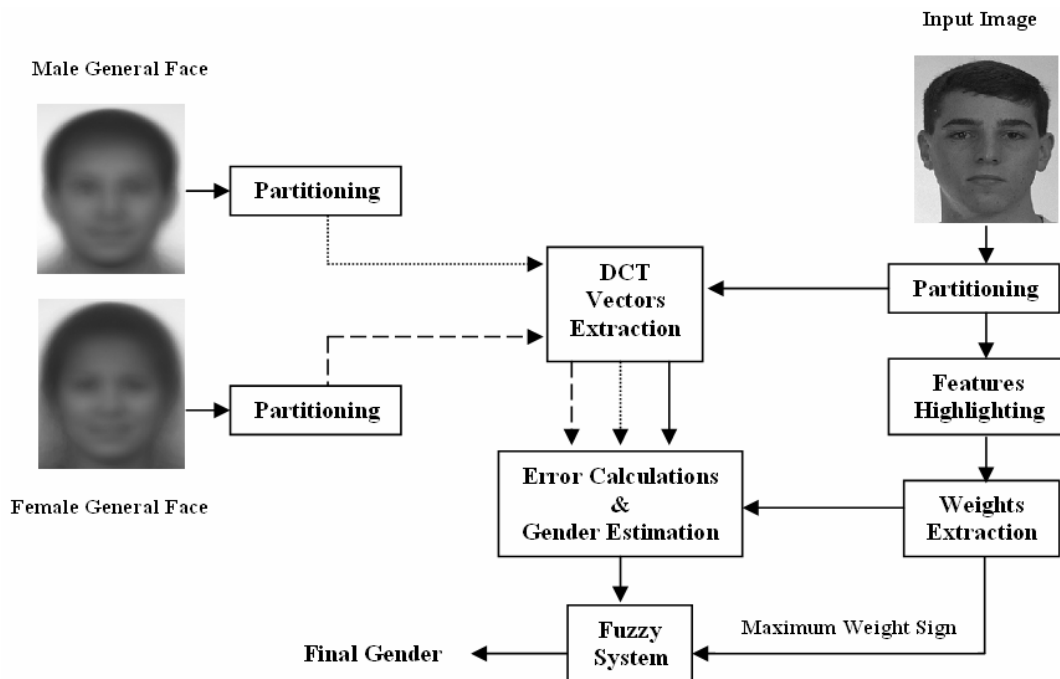 Input Image
Male General Face
Partitioning
DCT
Vectors
Extraction
Partitioning
Partitioning
Features
Highlighting
Female General Face
Error Calculations
&
Gender Estimation
Weights
Extraction
Maximum Weight Sign
Fuzzy
System
Final Gender